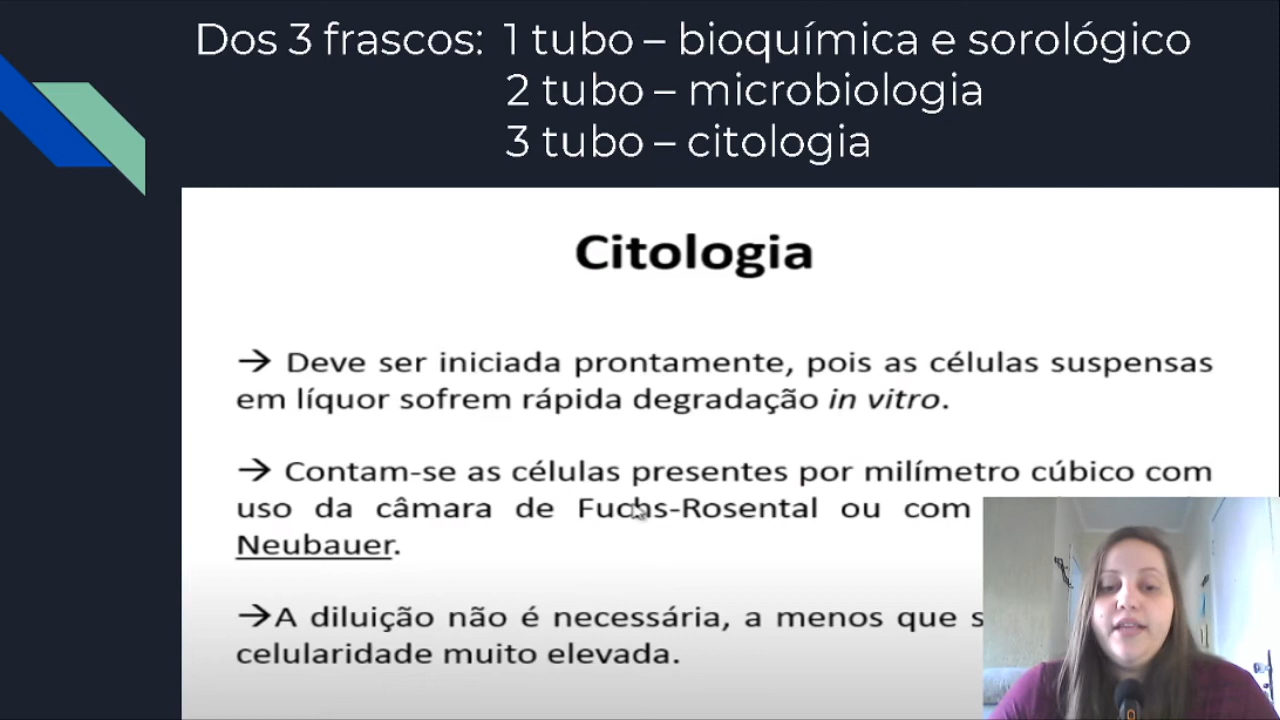 Dos 3 frascos: 1 tubo – bioquímica e sorológico
2 tubo – microbiologia
3 tubo – citologia
Citologia
→ Deve ser iniciada prontamente, pois as células suspensas
em líquor sofrem rápida degradação in vitro.
→ Contam-se as células presentes por milímetro cúbico com
uso da câmara de Fuchs-Rosental ou com
Neubauer.
→A diluição não é necessária, a menos que
celularidade muito elevada.